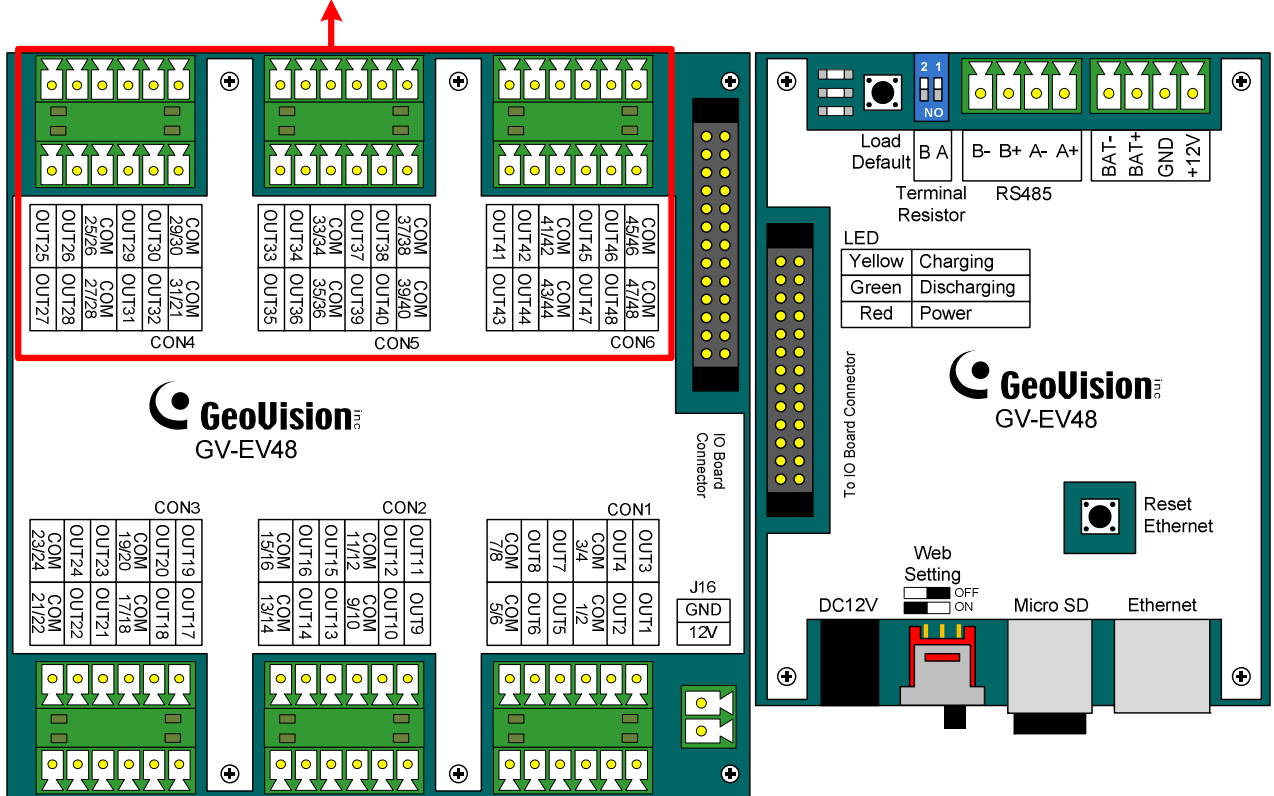 OUT25 OUT26 COM 25/26 OUT29 OUT30 COM 29/30
OUT27 OUT28 COM 27/28 OUT31 OUT32 COM 31/21
CON4
OUT33 OUT34 COM 33/34 OUT37 OUT38 COM 37/38
OUT35 OUT36 COM 35/36 OUT39 OUT40 COM 39/40
CON5
OUT41 OUT42 COM 41/42 OUT45 OUT46 COM 45/46
OUT43 OUT44 COM 43/44 OUT47 OUT48 COM 47/48
CON6
GeoVision inc
GV-EV48
IO Board
Connector
CON3
COM 23/24 OUT24 OUT23 COM 19/20 OUT20 OUT19
COM 21/22 OUT22 OUT21 COM 17/18 OUT18 OUT17
CON2
COM 15/16 OUT16 OUT15 COM 11/12 OUT12 OUT11
COM 13/14 OUT14 OUT13 COM 9/10 OUT10 OUT9
CON1
COM 7/8 OUT8 OUT7 COM 3/4 OUT4 OUT3
COM 5/6 OUT6 OUT5 COM 1/2 OUT2 OUT1
J16
GND
12V
2 1
NO
Load
Default
B A
Terminal
Resistor
B- B+ A- A+
RS485
BAT- BAT+ GND +12V
LED
Yellow Charging
Green Discharging
Red Power
To IO Board Connector
GeoVision inc
GV-EV48
Reset
Ethernet
Web
Setting
OFF
ON
DC12V
Micro SD
Ethernet